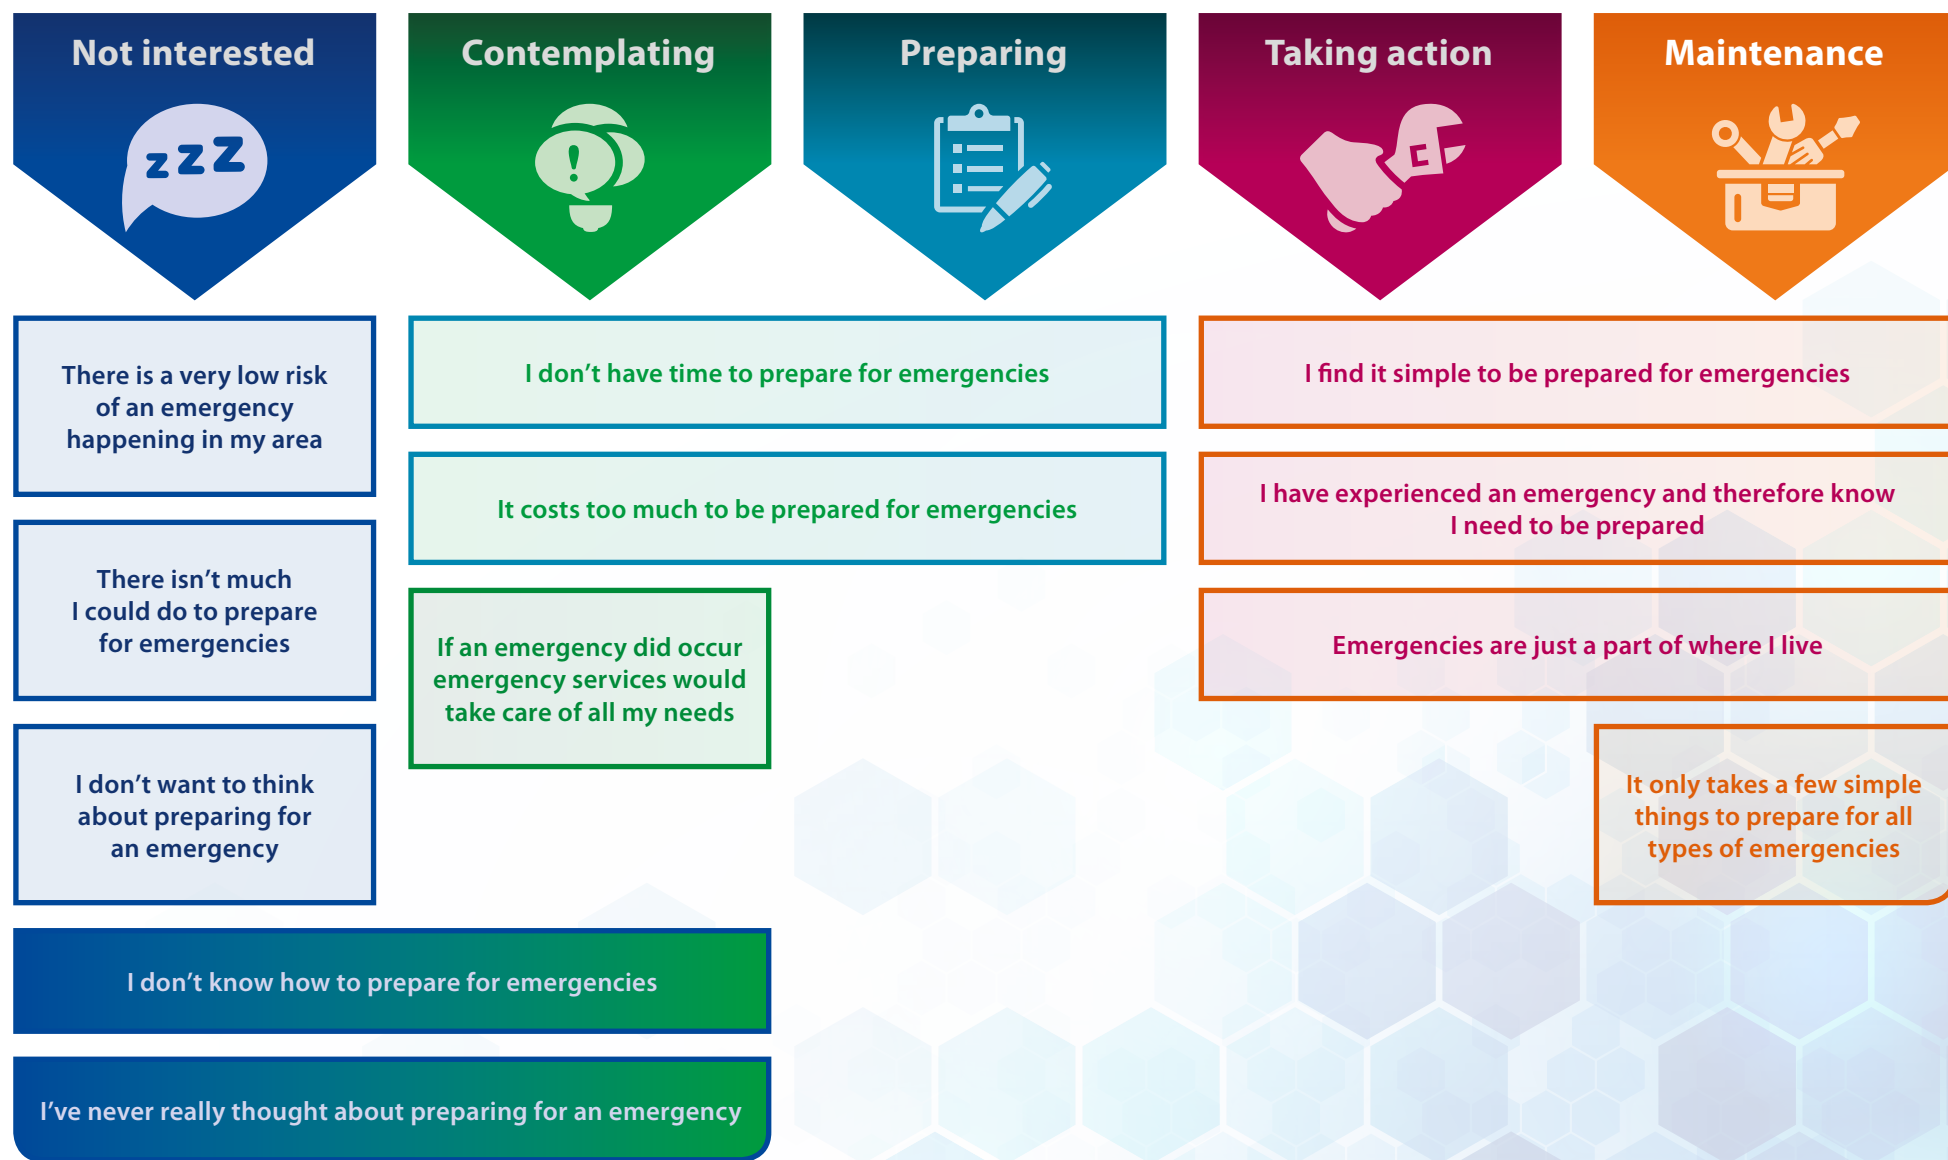 Not interested
Contemplating
Preparing
Taking action
Maintenance
zzZ
!
There is a very low risk
of an emergency
happening in my area
There isn’t much
I could do to prepare
for emergencies
I don’t want to think
about preparing for
an emergency
I don’t have time to prepare for emergencies
It costs too much to be prepared for emergencies
If an emergency did occur
emergency services would
take care of all my needs
I find it simple to be prepared for emergencies
I have experienced an emergency and therefore know
I need to be prepared
Emergencies are just a part of where I live
It only takes a few simple
things to prepare for all
types of emergencies
I don’t know how to prepare for emergencies
I’ve never really thought about preparing for an emergency